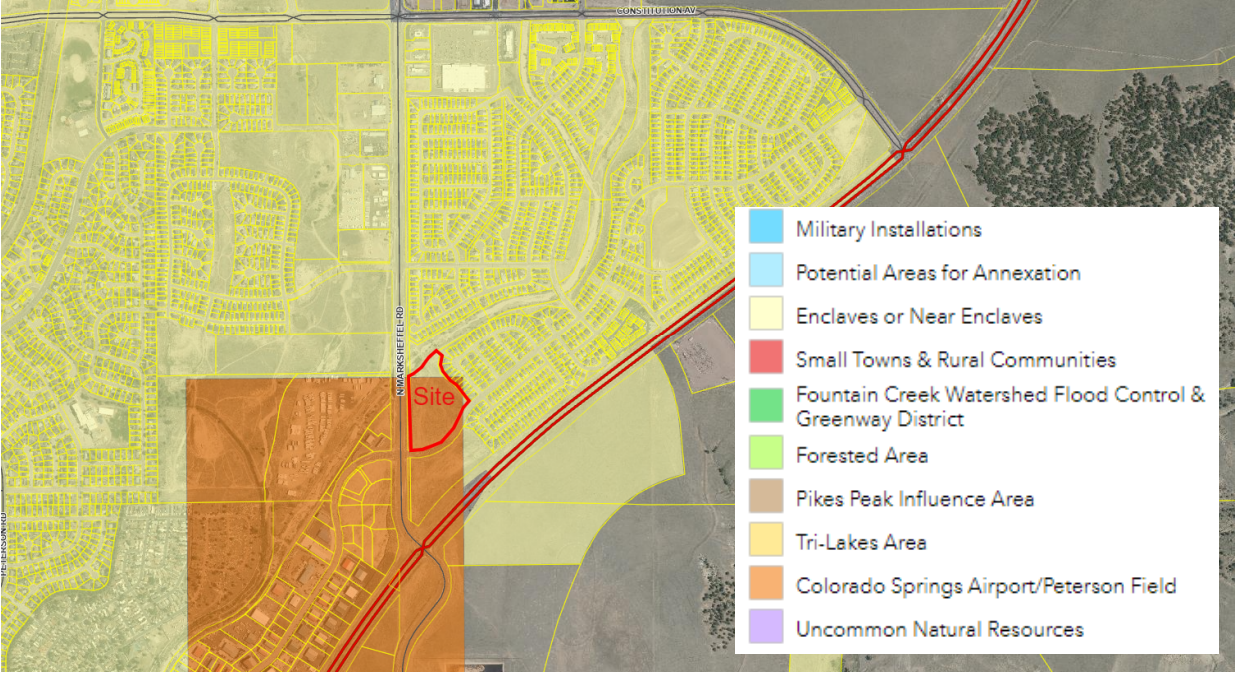 CONSTITUTION AV
N MARKSHEFFEL RD
Site
PETERSON RD
Military Installations
Potential Areas for Annexation
Enclaves or Near Enclaves
Small Towns & Rural Communities
Fountain Creek Watershed Flood Control &
Greenway District
Forested Area
Pikes Peak Influence Area
Tri-Lakes Area
Colorado Springs Airport/Peterson Field
Uncommon Natural Resources